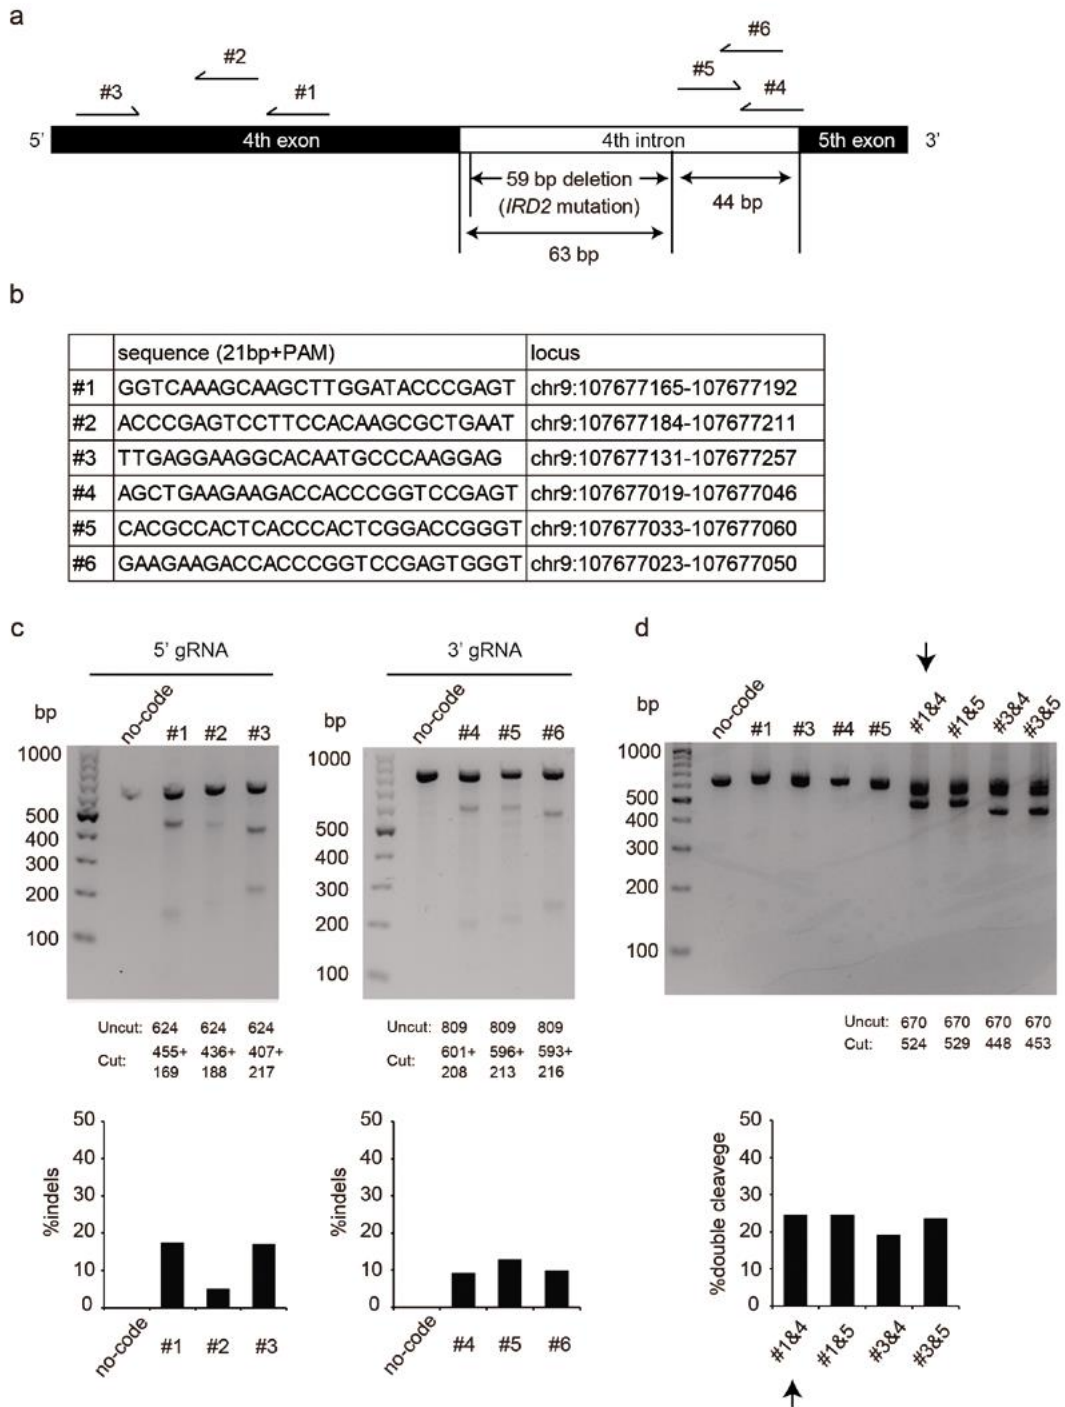 a
#6
#2
#5
#3
#1
#4
5’ 4th exon 4th intron 5th exon 3’
59 bp deletion
(IRD2 mutation)
44 bp
63 bp
b
sequence (21bp+PAM) locus
#1 GGTCAAAGCAAGCTTGGATACCCGAGT chr9:107677165-107677192
#2 ACCCGAGTCCTTCCACAAGCGCTGAAT chr9:107677184-107677211
#3 TTGAGGAAGGCACAATGCCCAAGGAG chr9:107677131-107677257
#4 AGCTGAAGAAGACCACCCGGTCCGAGT chr9:107677019-107677046
#5 CACGCCACTCACCCACTCGGACCGGGT chr9:107677033-107677060
#6 GAAGAAGACCACCCGGTCCGAGTGGGT chr9:107677023-107677050
c
5’ gRNA
bp
no-code #1 #2 #3
1000
500
400
300
200
100
Uncut: 624 624 624
Cut: 455+ 436+ 407+
169 188 217
3’ gRNA
bp
no-code #4 #5 #6
1000
500
400
300
200
100
Uncut: 809 809 809
Cut: 601+ 596+ 593+
208 213 216
d
bp
no-code #1 #3 #4 #5 #1&4 #1&5 #3&4 #3&5
1000
500
400
300
200
100
Uncut: 670 670 670 670
Cut: 524 529 448 453
%indels
50
40
30
20
10
0
no-code #1 #2 #3
%indels
50
40
30
20
10
0
no-code #4 #5 #6
%double cleavege
50
40
30
20
10
0
#1&4 #1&5 #3&4 #3&5